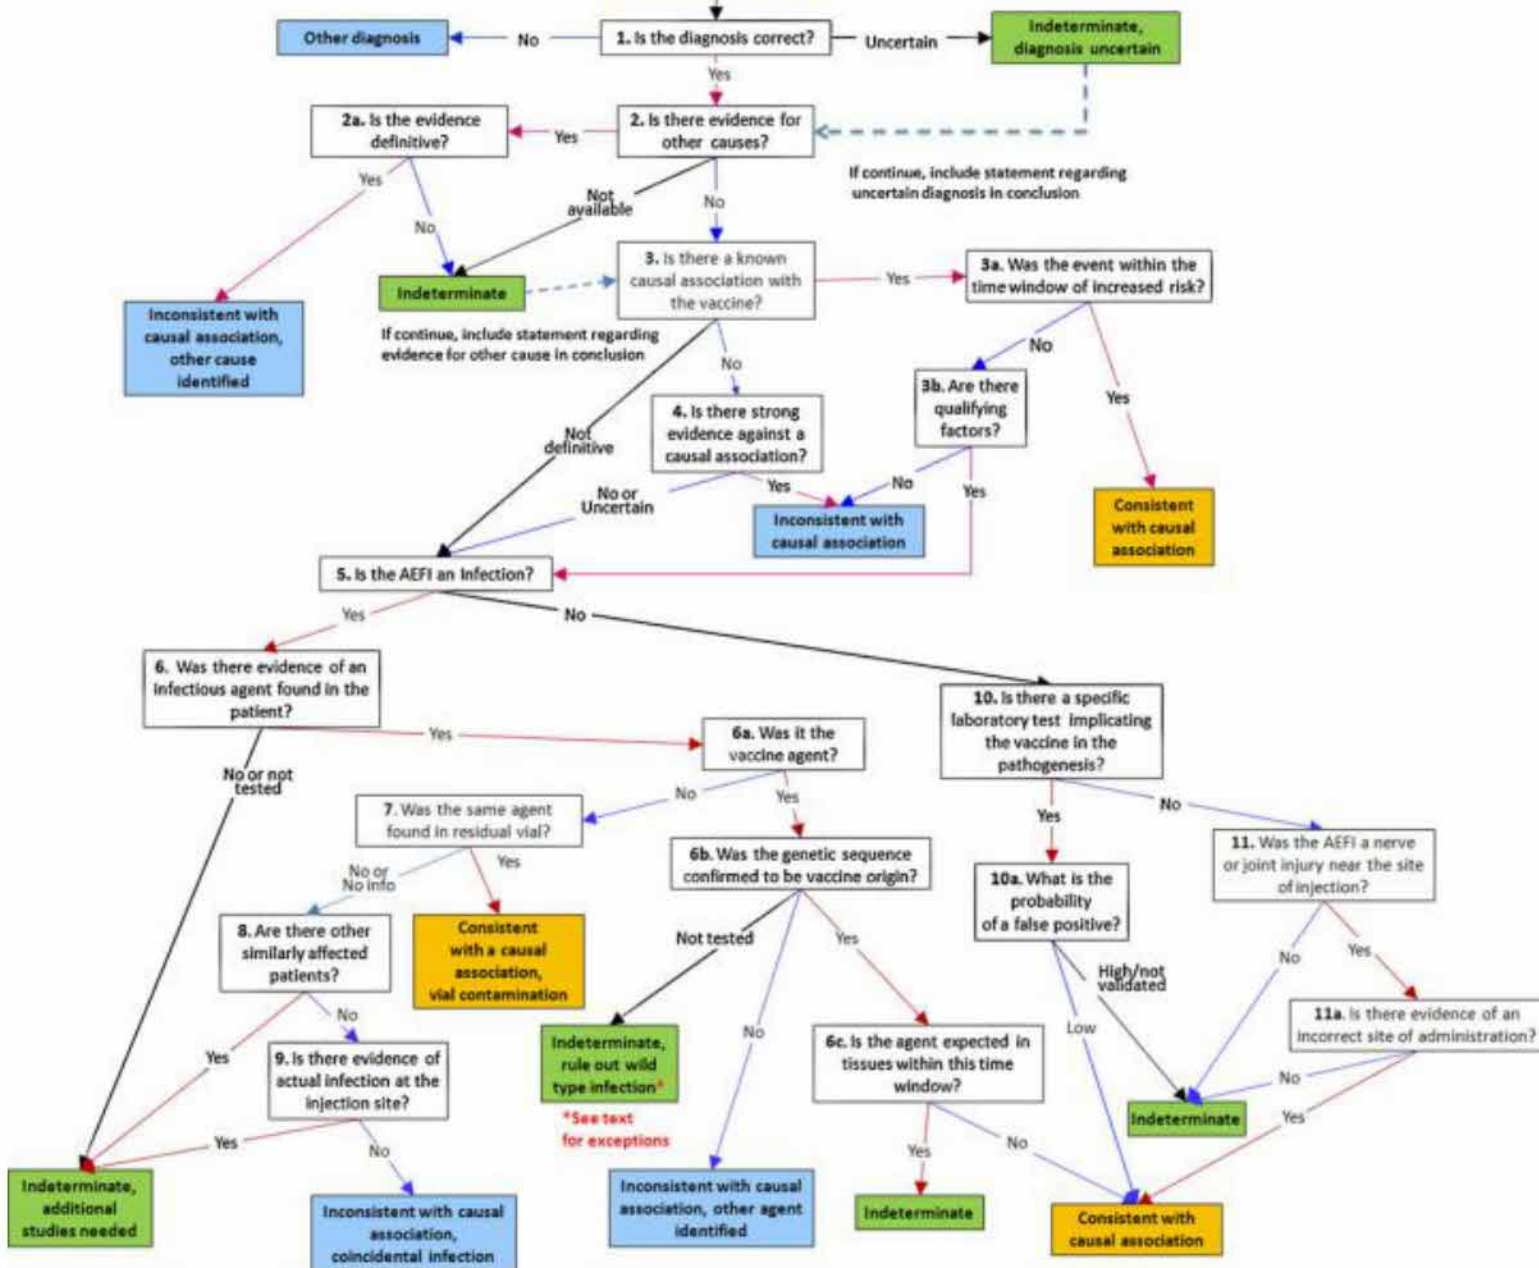 Other diagnosis
No
1. Is the diagnosis correct?
Uncertain
Indeterminate,
diagnosis uncertain
Yes
2a. Is the evidence
definitive?
Yes
2. Is there evidence for
other causes?
If continue, include statement regarding
uncertain diagnosis in conclusion
Yes
No
Not
available
No
Indeterminate
3. Is there a known
causal association with
the vaccine?
Yes
3a. Was the event within the
time window of increased risk?
Inconsistent with
causal association,
other cause
identified
If continue, include statement regarding
evidence for other cause in conclusion
No
No
Yes
4. Is there strong
evidence against a
causal association?
3b. Are there
qualifying
factors?
Not
definitive
No or
Uncertain
Yes
No
Yes
Inconsistent with
causal association
Consistent
with causal
association
5. Is the AEFI an Infection?
Yes
No
6. Was there evidence of an
infectious agent found in the
patient?
Yes
6a. Was it the
vaccine agent?
10. Is there a specific
laboratory test implicating
the vaccine in the
pathogenesis?
No or not
tested
No
Yes
Yes
No
7. Was the same agent
found in residual vial?
6b. Was the genetic sequence
confirmed to be vaccine origin?
10a. What is the
probability
of a false positive?
11. Was the AEFI a nerve
or joint injury near the site
of injection?
No or
No info
Yes
8. Are there other
similarly affected
patients?
Consistent
with a causal
association,
vial contamination
Not tested
Yes
No
High/not
validated
Low
No
Yes
No
Yes
9. Is there evidence of
actual infection at the
injection site?
Indeterminate,
rule out wild
type infection*
*See text
for exceptions
6c. Is the agent expected in
tissues within this time
window?
11a. Is there evidence of an
incorrect site of administration?
No
Yes
Indeterminate
Yes
No
Yes
No
Indeterminate,
additional
studies needed
Inconsistent with causal
association,
coincidental infection
Inconsistent with causal
association, other agent
identified
Indeterminate
Consistent with
causal association